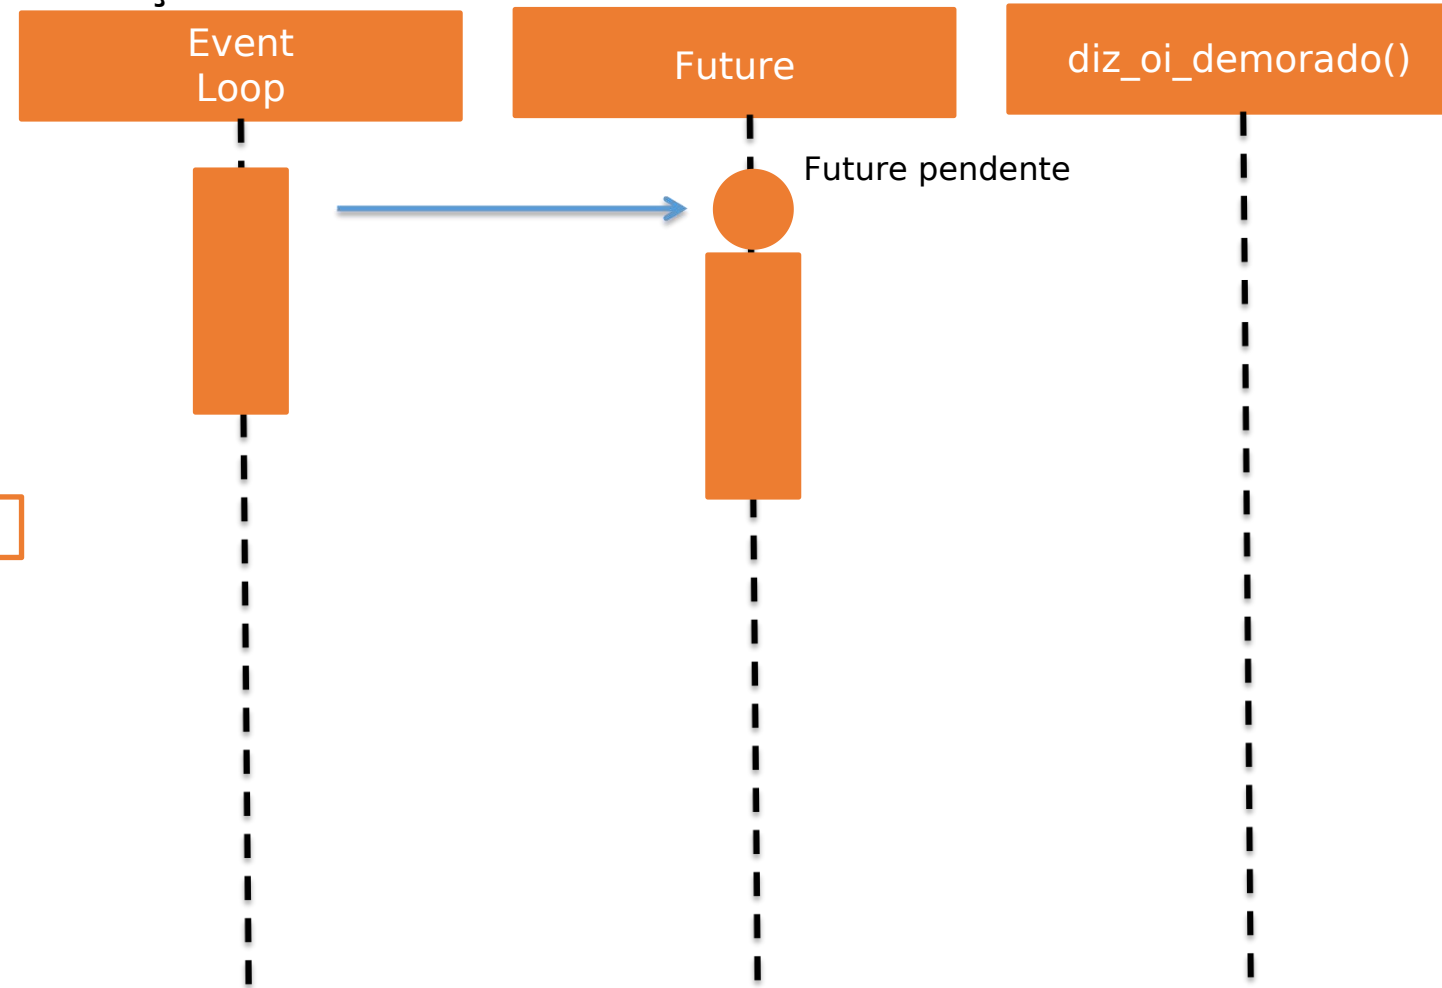 Event
Loop
Future
diz_oi_demorado()
Future pendente